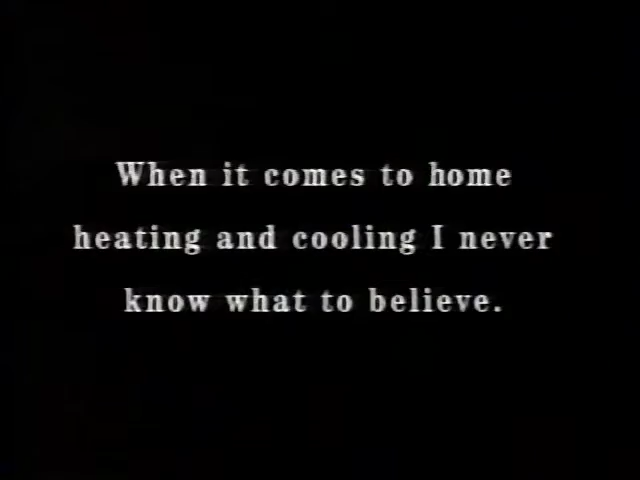 When it comes to home
heating and cooling I never
know what to believe.